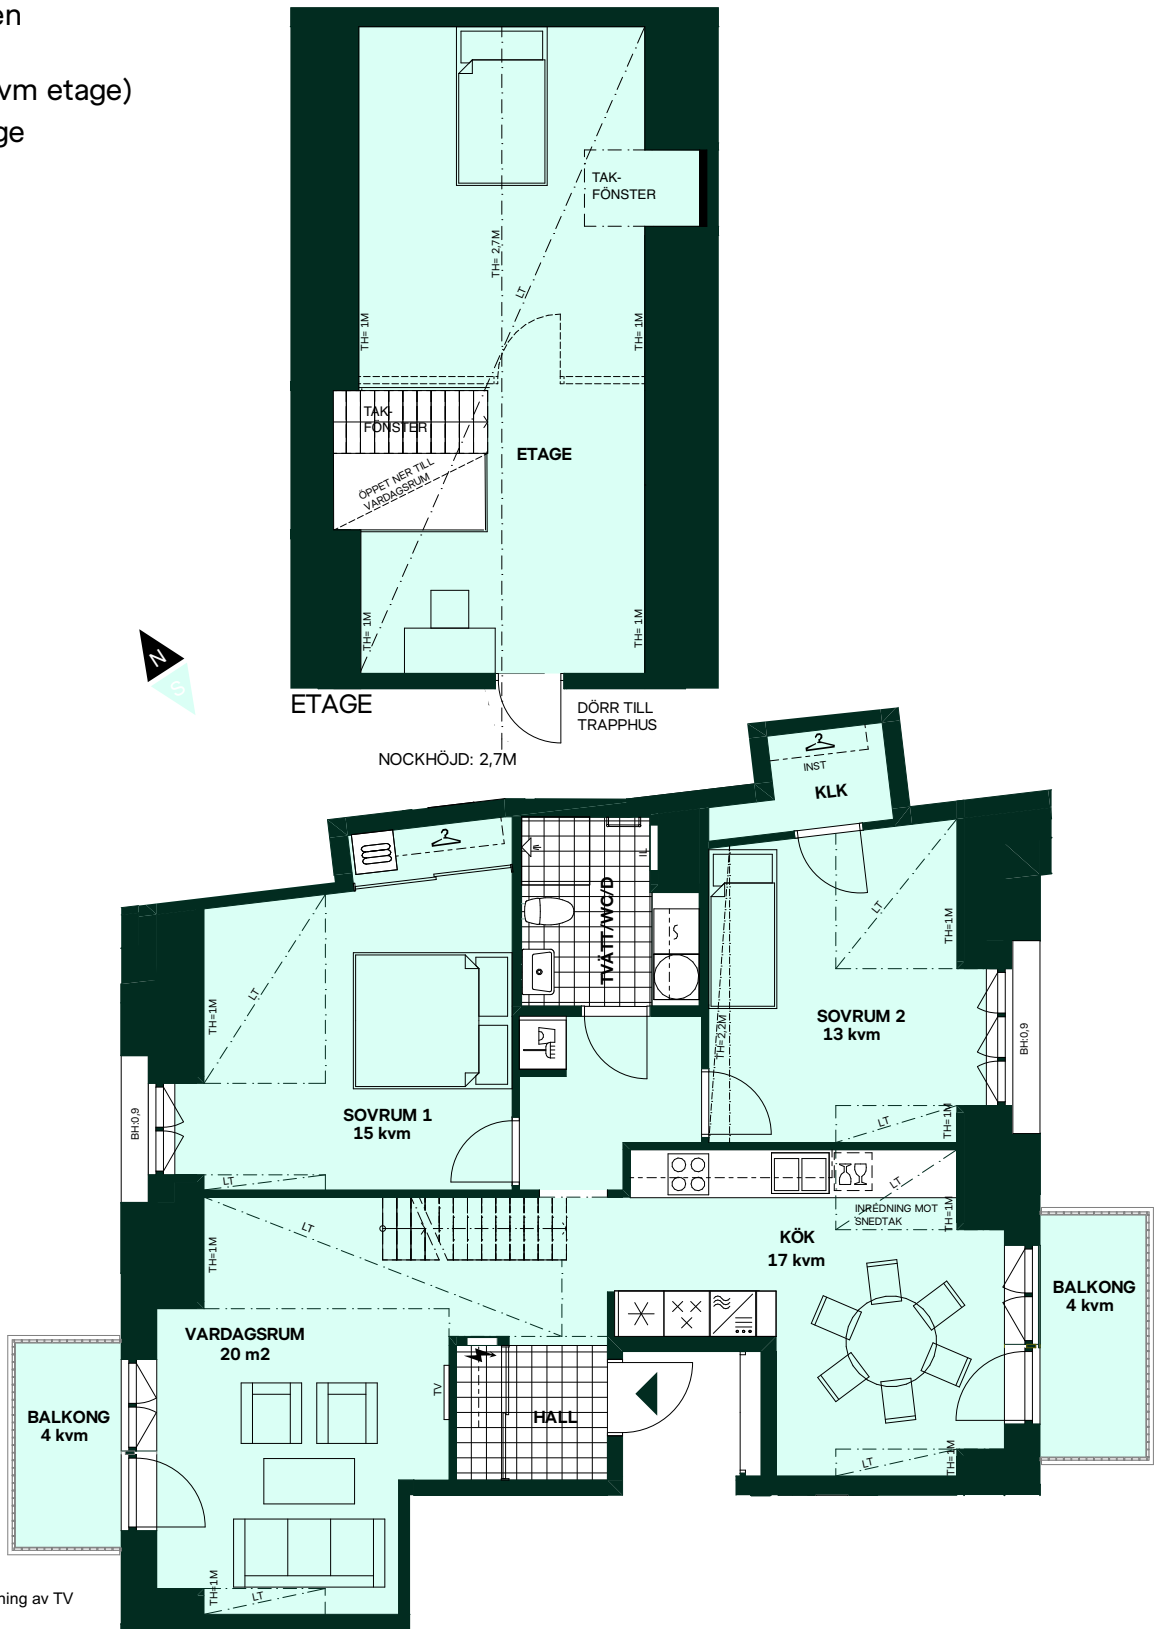 en
vm etage)
ge
TAK-
FÖNSTER
TH= 2,7M
LT
TH= 1M
TH= 1M
TAK-
FÖNSTER
ETAGE
ÖPPET NER TILL
VARDAGSRUM
TH= 1M
TH= 1M
N
S
ETAGE
DÖRR TILL
TRAPPHUS
NOCKHÖJD: 2,7M
INST
KLK
IL
TVÄTT/WC/D
LT
TH=1M
LT
TH=1M
TH=2,2M
SOVRUM 2
13 kvm
BH:0,9
BH:0,9
SOVRUM 1
15 kvm
LT
TH=1M
LT
LT
INREDNING MOT
SNEDTAK
TH=1M
LT
TH=1M
KÖK
17 kvm
BALKONG
4 kvm
VARDAGSRUM
20 m2
TV
HALL
BALKONG
4 kvm
LT
TH=1M
TH=1M
LT
ning av TV